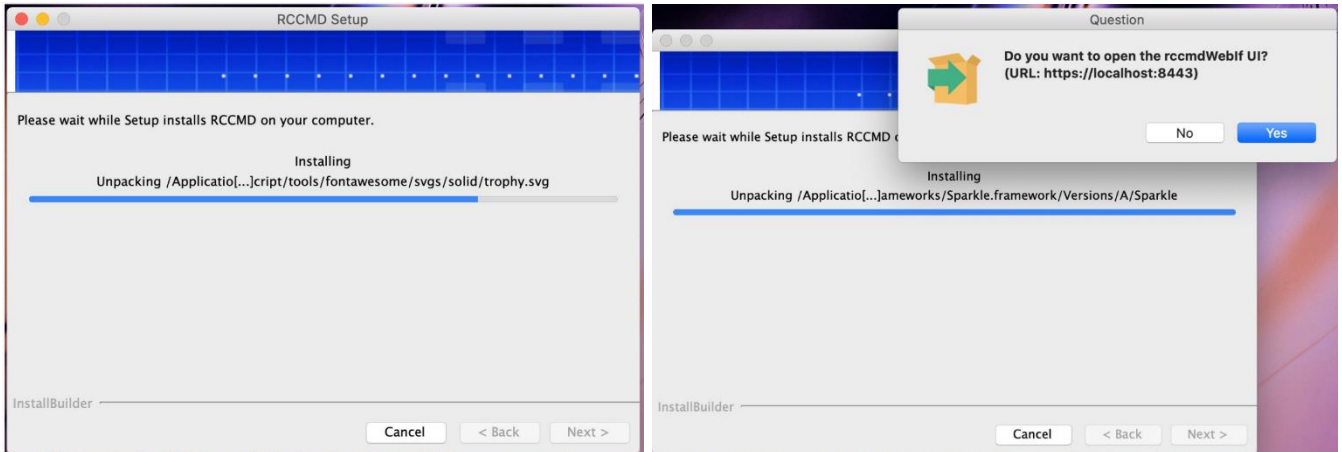 RCCMD Setup
Please wait while Setup installs RCCMD on your computer.
Installing
Unpacking /Applicatio[...]cript/tools/fontawesome/svgs/solid/trophy.svg
InstallBuilder
Cancel
< Back
Next >
Question
Do you want to open the rccmdWebIf UI?
(URL: https://localhost:8443)
No
Yes
Please wait while Setup installs RCCMD
Installing
Unpacking /Applicatio[...]ameworks/Sparkle.framework/Versions/A/Sparkle
InstallBuilder
Cancel
< Back
Next >